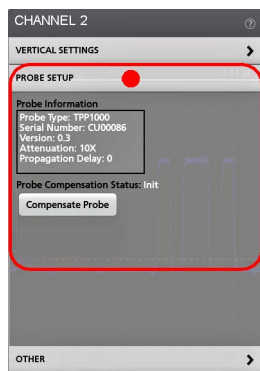 CHANNEL 2
VERTICAL SETTINGS
PROBE SETUP
Probe Information
Probe Type: TPP1000
Serial Number: CU00086
Version: 0.3
Attenuation: 10X
Propagation Delay: 0
Probe Compensation Status: Init
Compensate Probe
OTHER